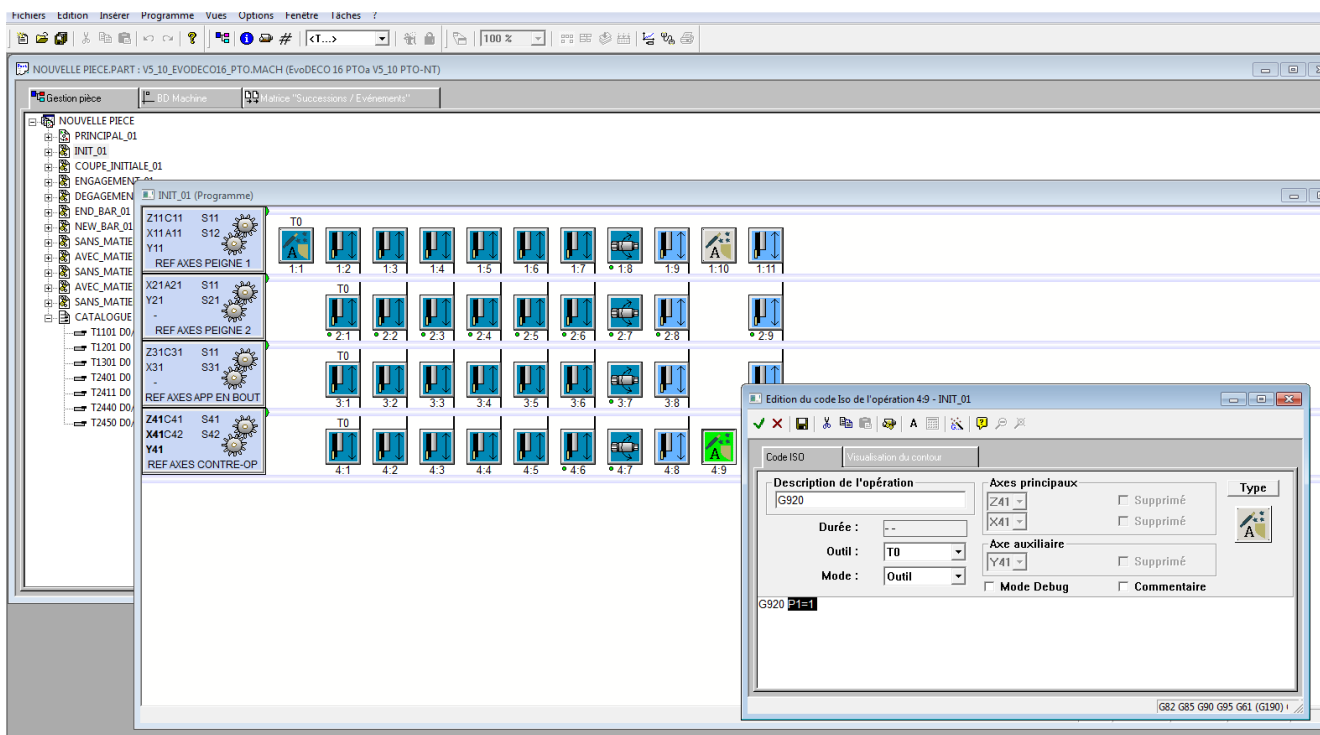 Fichiers Edition Insérer Programme Vues Options Fenêtre Tâches ?
<T...> 100 %
NOUVELLE PIECE.PART : V5_10_EVODECO16_PTO.MACH (EvoDECO 16 PTOa V5_10 PTO-NT)
Gestion pièce BD Machine Matrice "Successions / Evénements"
NOUVELLE PIECE
PRINCIPAL_01
INIT_01
COUPE_INITIALE_01
ENGAGEMENT_01
DEGAGEMEN
END_BAR_01
NEW_BAR_01
SANS_MATIE
AVEC_MATIE
SANS_MATIE
AVEC_MATIE
SANS_MATIE
CATALOGUE
T1101 D0/
T1201 D0
T1301 D0
T2401 D0
T2411 D0
T2440 D0/
T2450 D0/
INIT_01 (Programme)
Z11C11 S11
X11A11 S12
Y11
REF AXES PEIGNE 1
T0
A A
1:1 1:2 1:3 1:4 1:5 1:6 1:7 1:8 1:9 1:10 1:11
X21A21 S11
Y21 S21
-
REF AXES PEIGNE 2
T0
2:1 2:2 2:3 2:4 2:5 2:6 2:7 2:8 2:9
Z31C31 S11
X31 S31
-
REF AXES APP EN BOUT
T0
3:1 3:2 3:3 3:4 3:5 3:6 3:7 3:8
Z41C41 S41
X41C42 S42
Y41
REF AXES CONTRE-OP
T0
A
4:1 4:2 4:3 4:4 4:5 4:6 4:7 4:8 4:9
Edition du code Iso de l'opération 4:9 - INIT_01
A
Code ISO Visualisation du contour
Description de l'opération
G920
Durée : - -
Outil : T0
Mode : Outil
Axes principaux
Z41 Supprimé
X41 Supprimé
Axe auxiliaire
Y41 Supprimé
Mode Debug Commentaire
Type
A
G920 P1=1
G82 G85 G90 G95 G61 (G190)